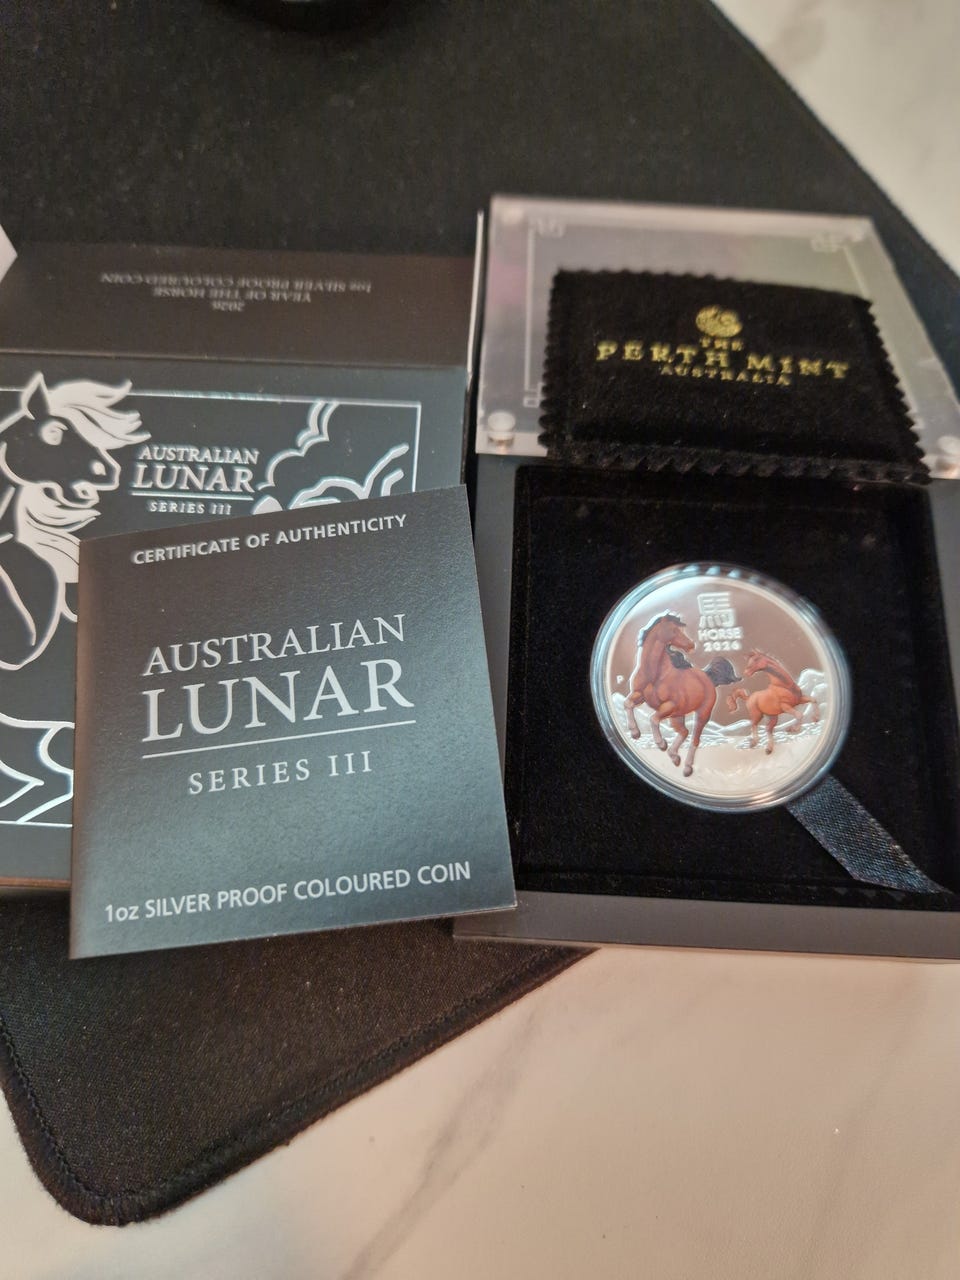 2026
YEAR OF THE HORSE
1oz SILVER PROOF COLOURED COIN
AUSTRALIAN
LUNAR
SERIES III
CERTIFICATE OF AUTHENTICITY
AUSTRALIAN
LUNAR
SERIES III
1oz SILVER PROOF COLOURED COIN
THE
PERTH MINT
AUSTRALIA
馬
HORSE
2026
P